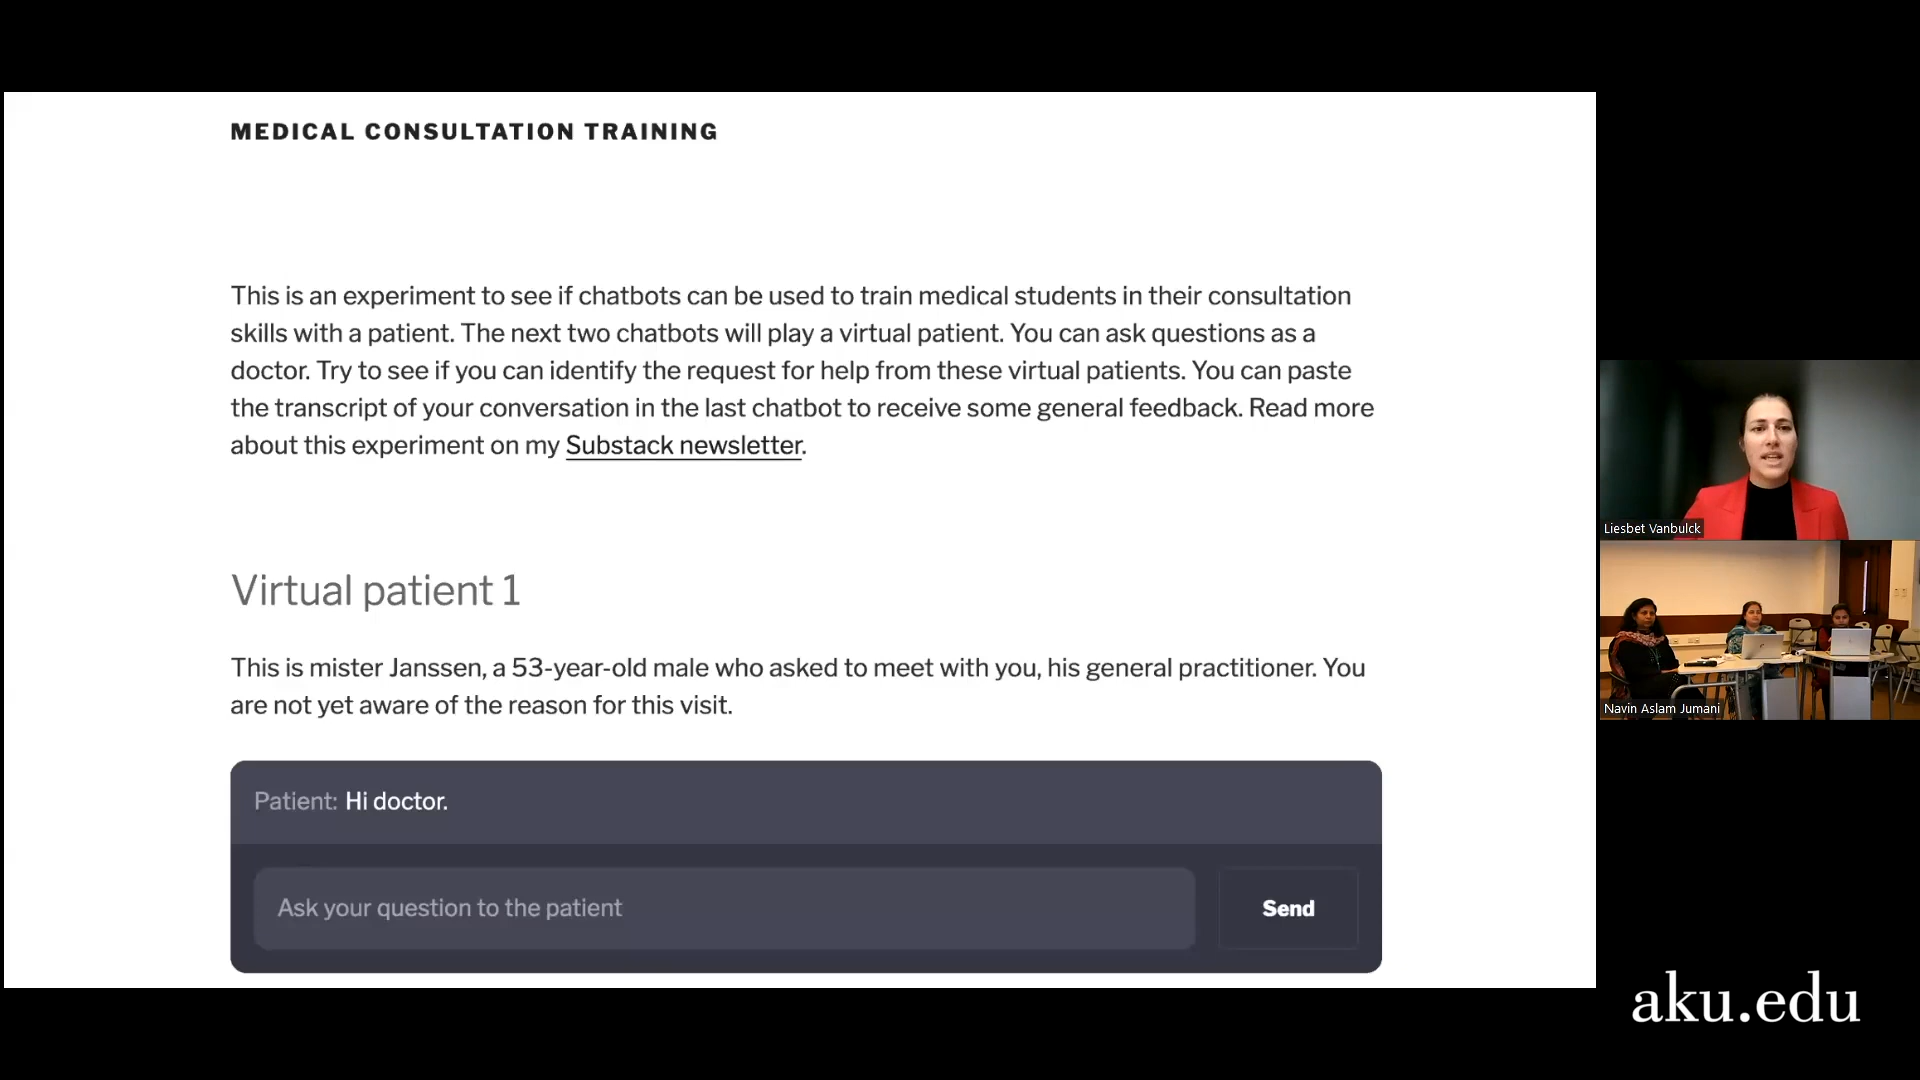 MEDICAL CONSULTATION TRAINING
This is an experiment to see if chatbots can be used to train medical students in their consultation
skills with a patient. The next two chatbots will play a virtual patient. You can ask questions as a
doctor. Try to see if you can identify the request for help from these virtual patients. You can paste
the transcript of your conversation in the last chatbot to receive some general feedback. Read more
about this experiment on my Substack newsletter.
Virtual patient 1
This is mister Janssen, a 53-year-old male who asked to meet with you, his general practitioner. You
are not yet aware of the reason for this visit.
Patient: Hi doctor.
Ask your question to the patient
Send
Liesbet Vanbulck
Navin Aslam Jumani
aku.edu